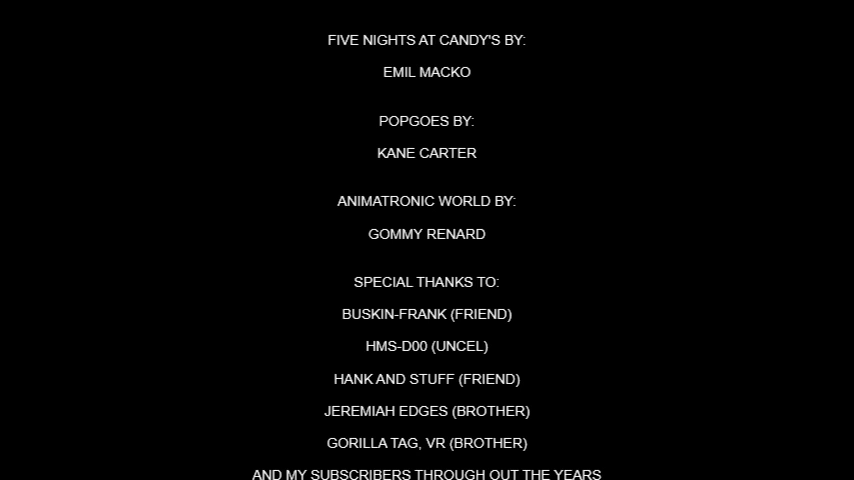 FIVE NIGHTS AT CANDY'S BY:
EMIL MACKO
POPGOES BY:
KANE CARTER
ANIMATRONIC WORLD BY:
GOMMY RENARD
SPECIAL THANKS TO:
BUSKIN-FRANK (FRIEND)
HMS-D00 (UNCEL)
HANK AND STUFF (FRIEND)
JEREMIAH EDGES (BROTHER)
GORILLA TAG, VR (BROTHER)
AND MY SUBSCRIBERS THROUGH OUT THE YEARS